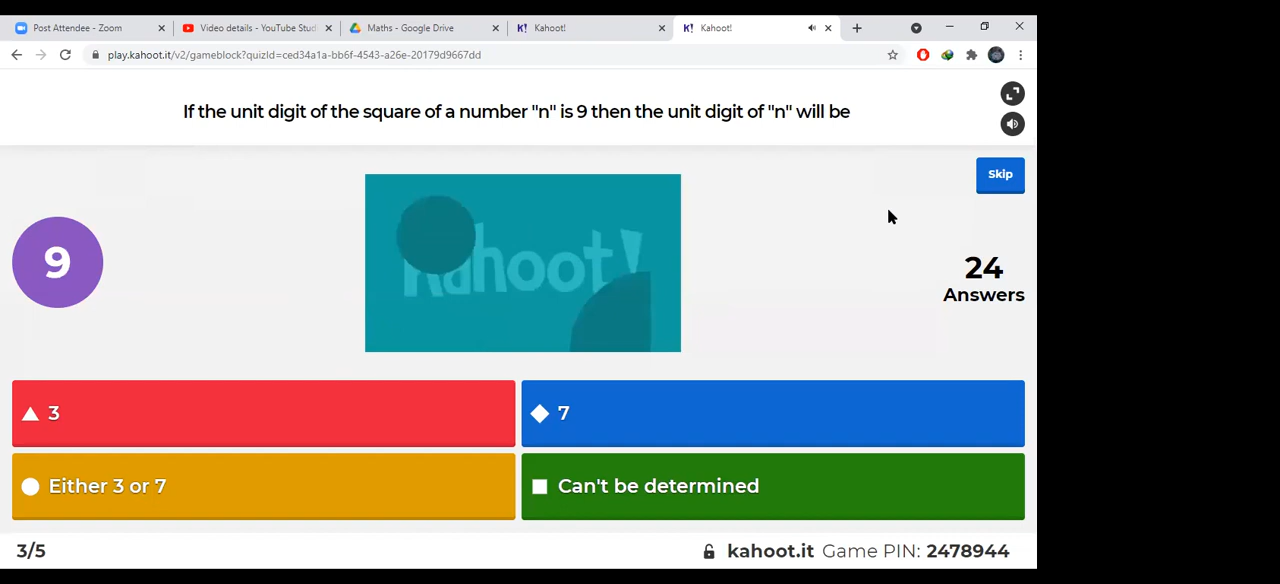 Post Attendee - Zoom
Video details - YouTube Stud
Maths - Google Drive
K! Kahoot!
K! Kahoot!
play.kahoot.it/v2/gameblock?quizId=ced34a1a-bb6f-4543-a26e-20179d9667dd
If the unit digit of the square of a number "n" is 9 then the unit digit of "n" will be
Skip
9
Kahoot!
24
Answers
3
7
Either 3 or 7
Can't be determined
3/5
kahoot.it Game PIN: 2478944